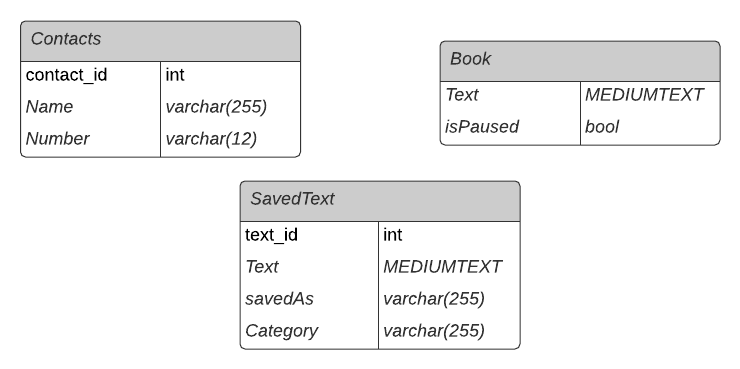 Contacts
contact_id int
Name varchar(255)
Number varchar(12)
Book
Text MEDIUMTEXT
isPaused bool
SavedText
text_id int
Text MEDIUMTEXT
savedAs varchar(255)
Category varchar(255)